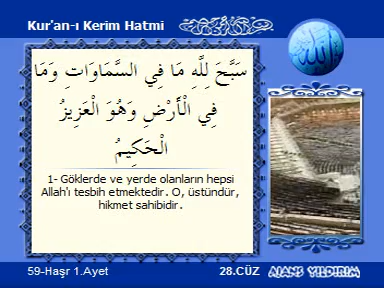 Kur'an-ı Kerim Hatmi
الله
سَبَّحَ لِلَّهِ مَا فِي السَّمَاوَاتِ وَمَا
فِي الْأَرْضِ وَهُوَ الْعَزِيزُ
الْحَكِيمُ
1- Göklerde ve yerde olanların hepsi
Allah'ı tesbih etmektedir. O, üstündür,
hikmet sahibidir.
59-Haşr 1.Ayet
28.CÜZ
AJANS YILDIRIM